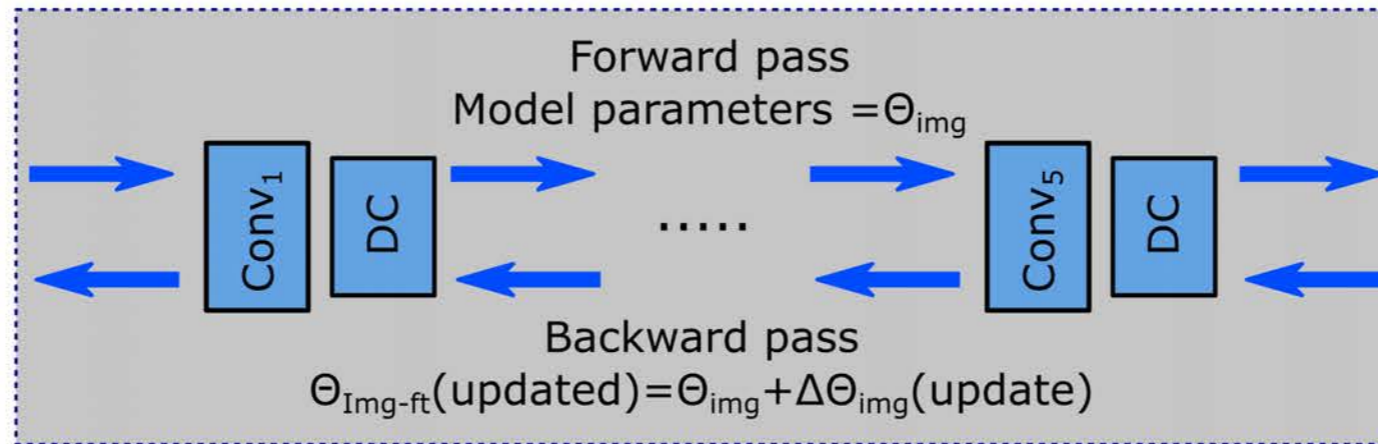 Forward pass
Model parameters =Θimg
Conv1
DC
.....
Conv5
DC
Backward pass
ΘImg-ft(updated)=Θimg+ΔΘimg(update)